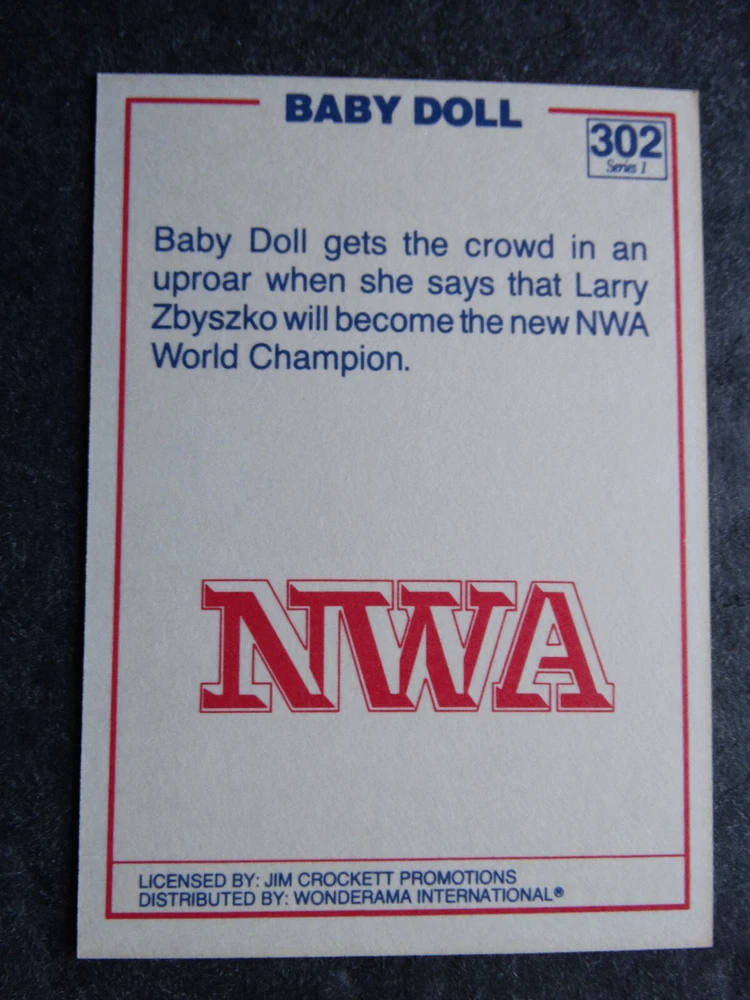 BABY DOLL
302
Series 1
Baby Doll gets the crowd in an
uproar when she says that Larry
Zbyszko will become the new NWA
World Champion.
NWA
LICENSED BY: JIM CROCKETT PROMOTIONS
DISTRIBUTED BY: WONDERAMA INTERNATIONAL®